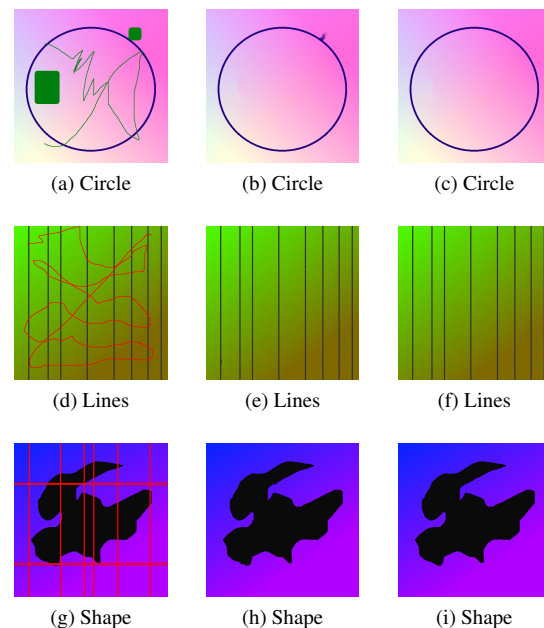 (a) Circle
(b) Circle
(c) Circle
(d) Lines
(e) Lines
(f) Lines
(g) Shape
(h) Shape
(i) Shape